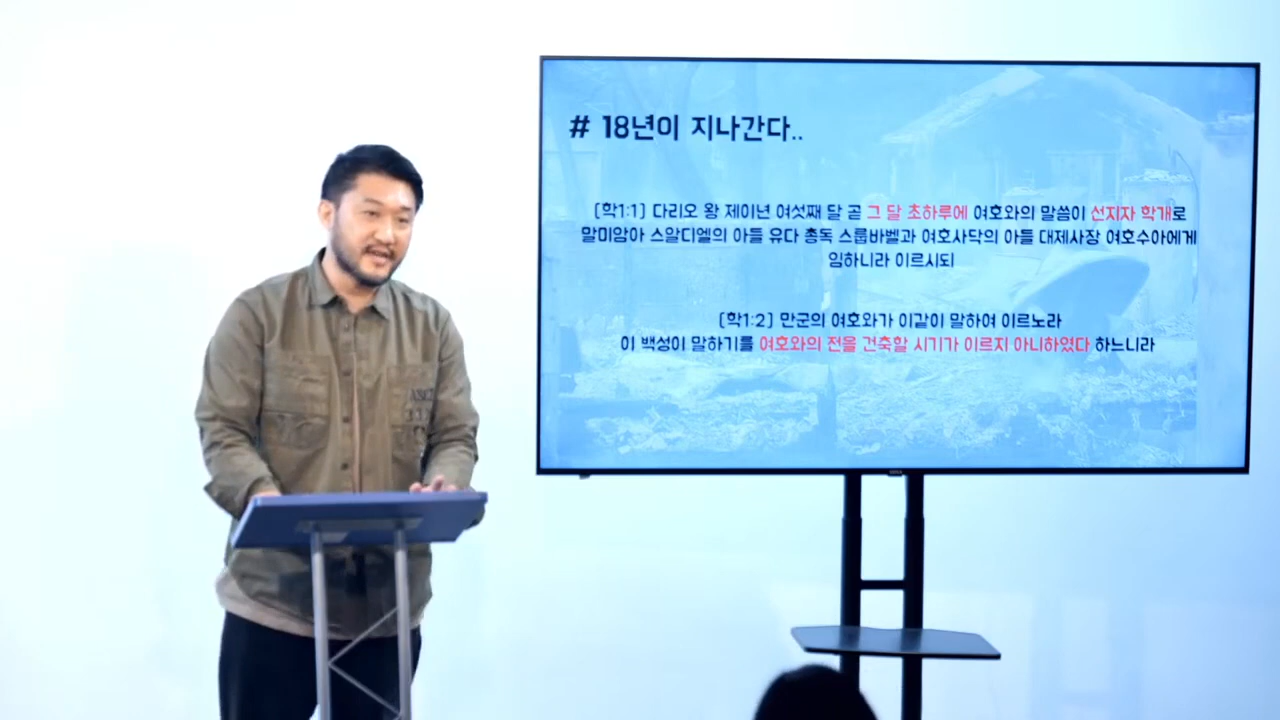 # 18년이 지나간다..
[학1:1] 다리오 왕 제이년 여섯째 달 곧 그 달 초하루에 여호와의 말씀이 선지자 학개로
말미암아 스알디엘의 아들 유다 총독 스룹바벨과 여호사닥의 아들 대제사장 여호수아에게
임하니라 이르시되
[학1:2] 만군의 여호와가 이같이 말하여 이르노라
이 백성이 말하기를 여호와의 전을 건축할 시기가 이르지 아니하였다 하느니라